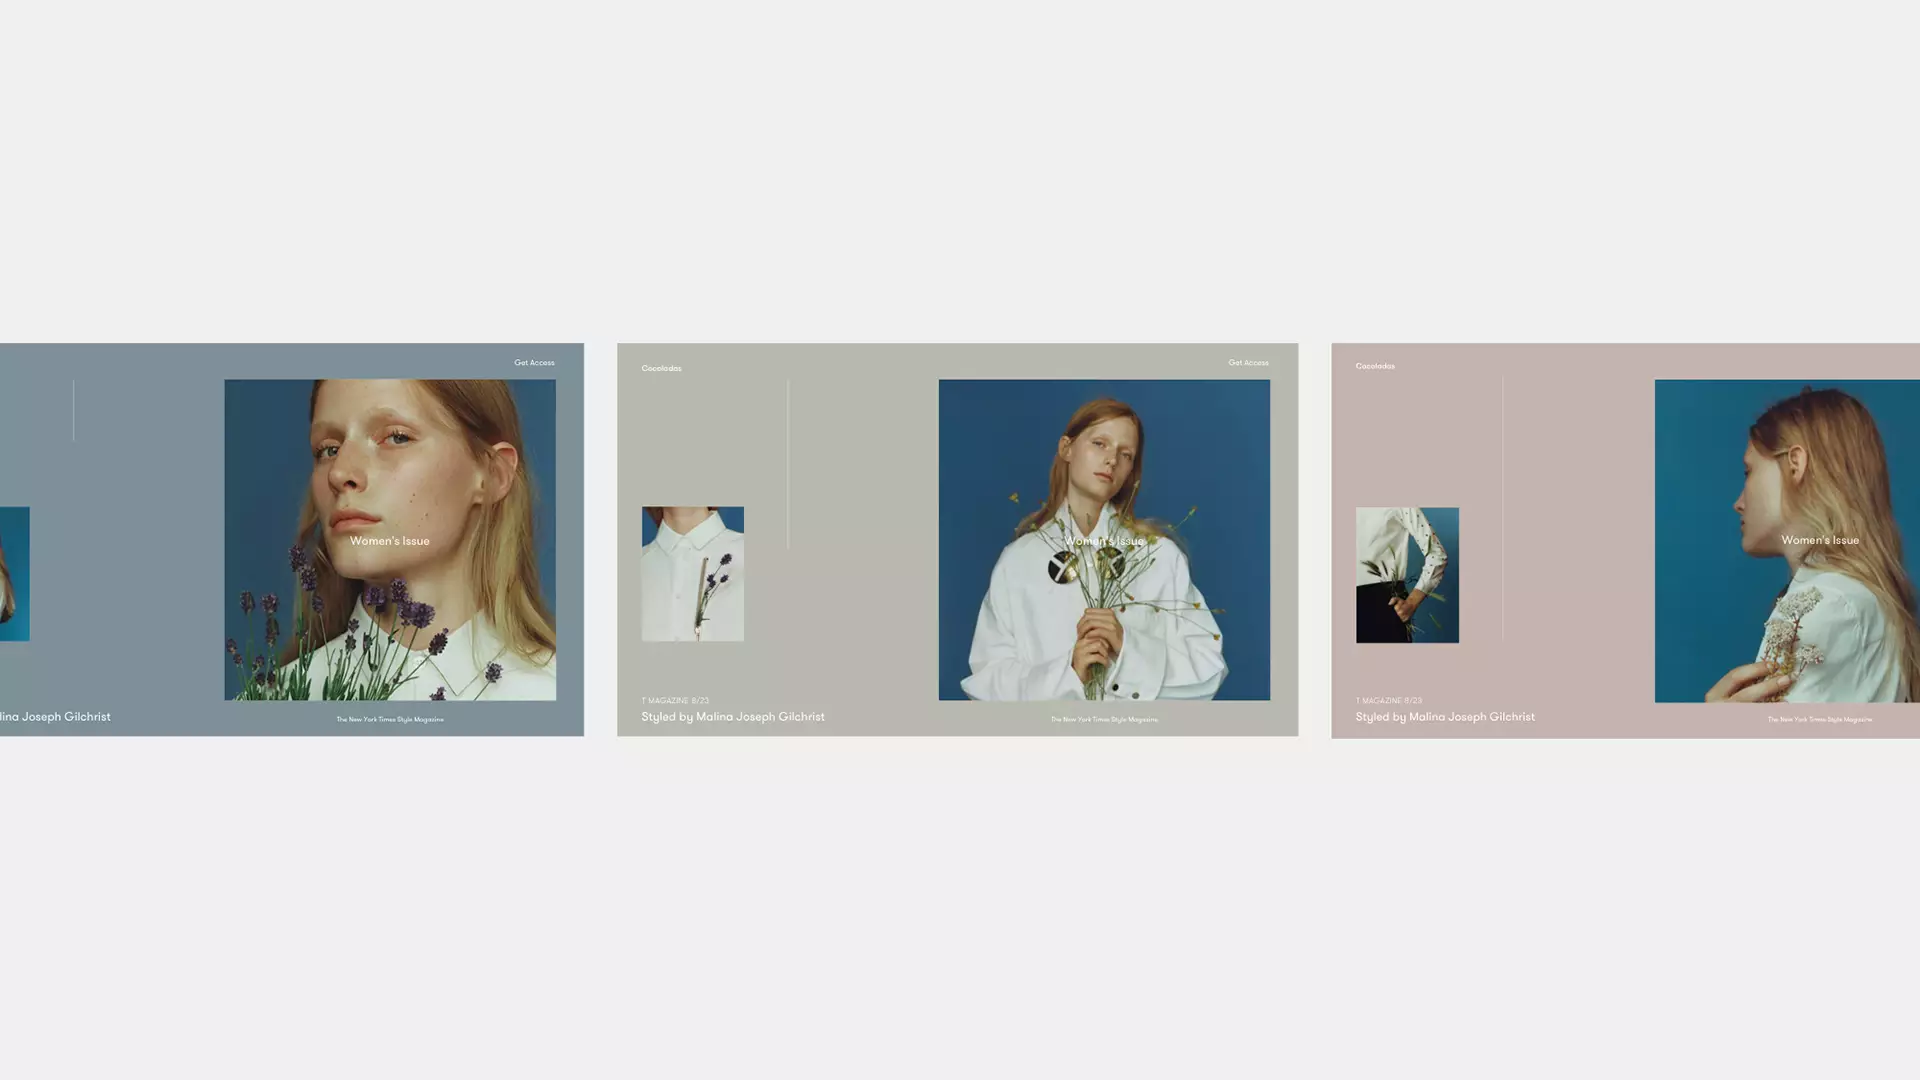 Get Access
Women's Issue
lina Joseph Gilchrist
The New York Times Style Magazine
Cocoladas
Get Access
Women's Issue
T MAGAZINE 8/23
Styled by Malina Joseph Gilchrist
The New York Times Style Magazine
Cocoladas
Women's Issue
T MAGAZINE 8/23
Styled by Malina Joseph Gilchrist
The New York Times Style Magazine